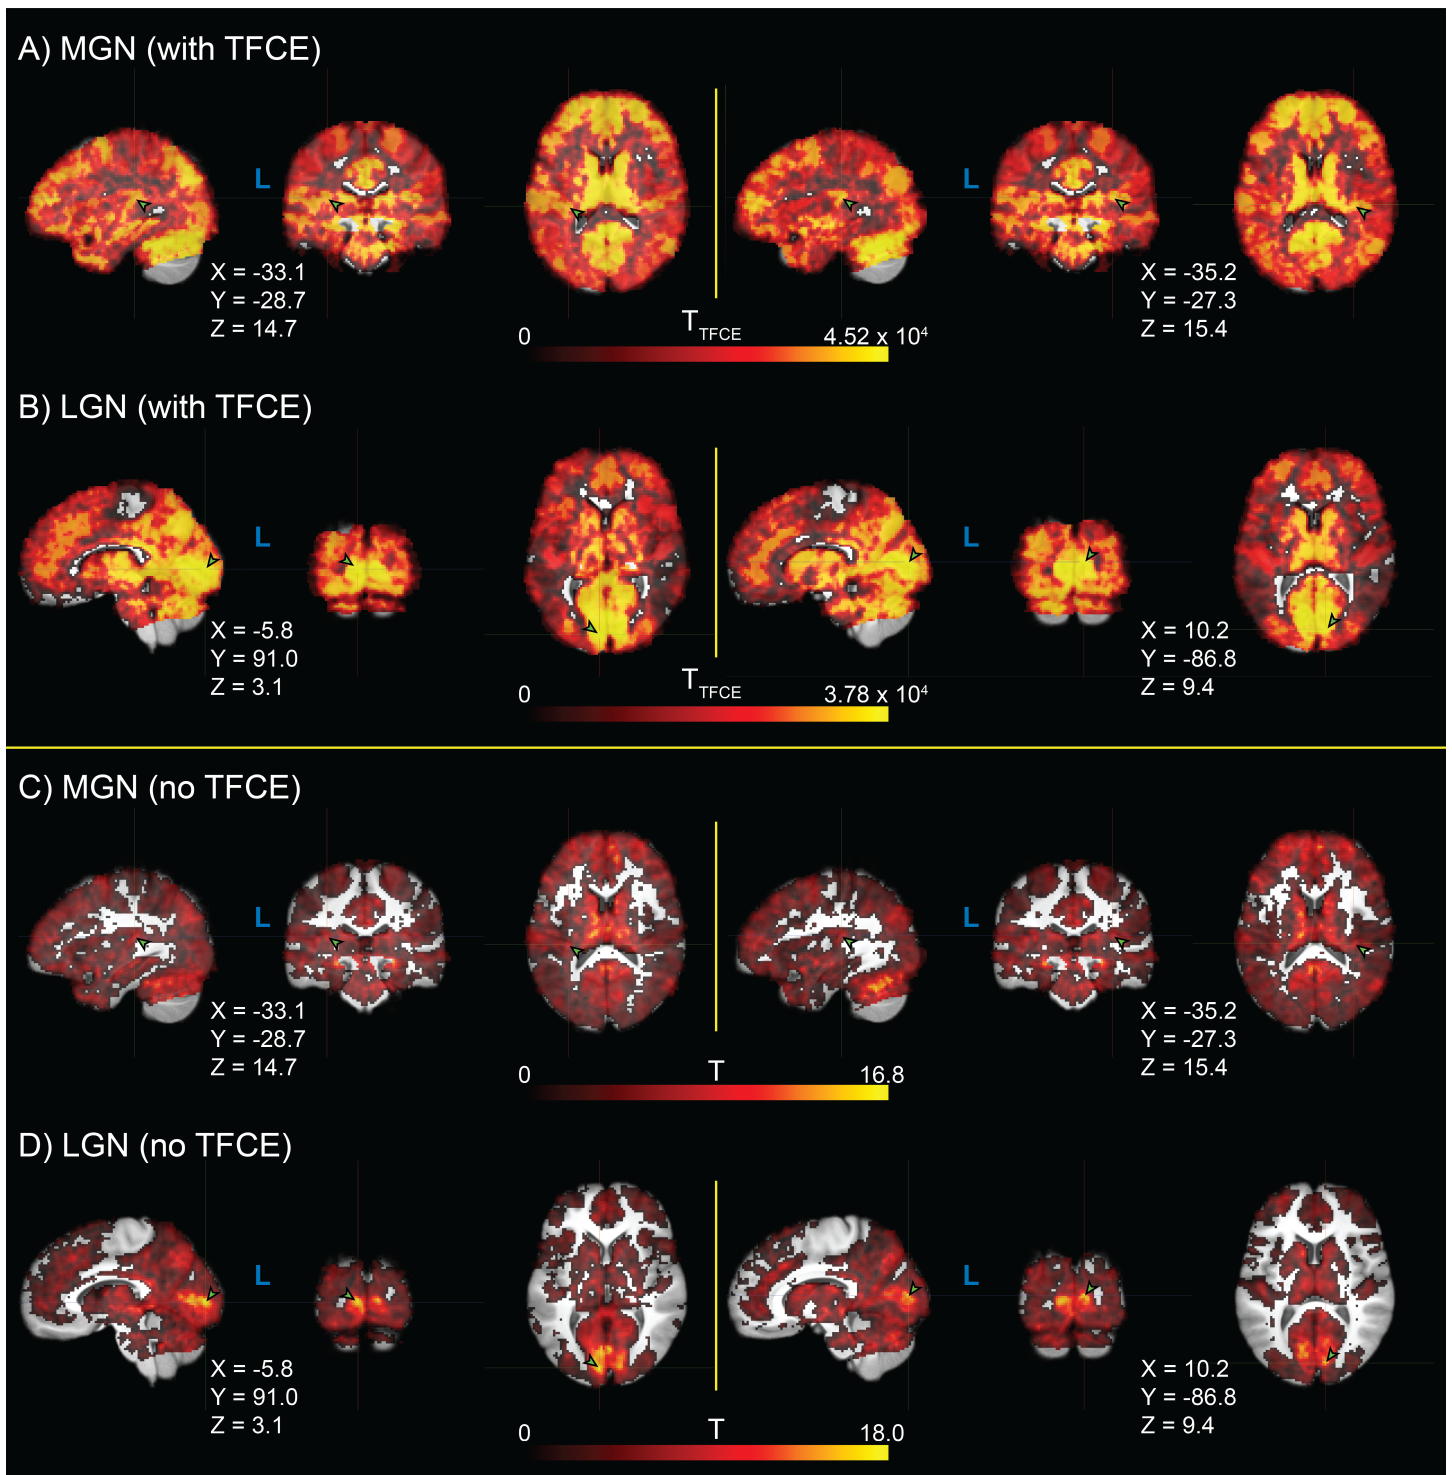 A) MGN (with TFCE)
L
L
X = -33.1
Y = -28.7
Z = 14.7
X = -35.2
Y = -27.3
Z = 15.4
T TFCE
0
4.52 x 10⁴
B) LGN (with TFCE)
L
L
X = -5.8
Y = 91.0
Z = 3.1
X = 10.2
Y = -86.8
Z = 9.4
T TFCE
0
3.78 x 10⁴
C) MGN (no TFCE)
L
L
X = -33.1
Y = -28.7
Z = 14.7
X = -35.2
Y = -27.3
Z = 15.4
0
T
16.8
D) LGN (no TFCE)
L
L
X = -5.8
Y = 91.0
Z = 3.1
X = 10.2
Y = -86.8
Z = 9.4
0
T
18.0